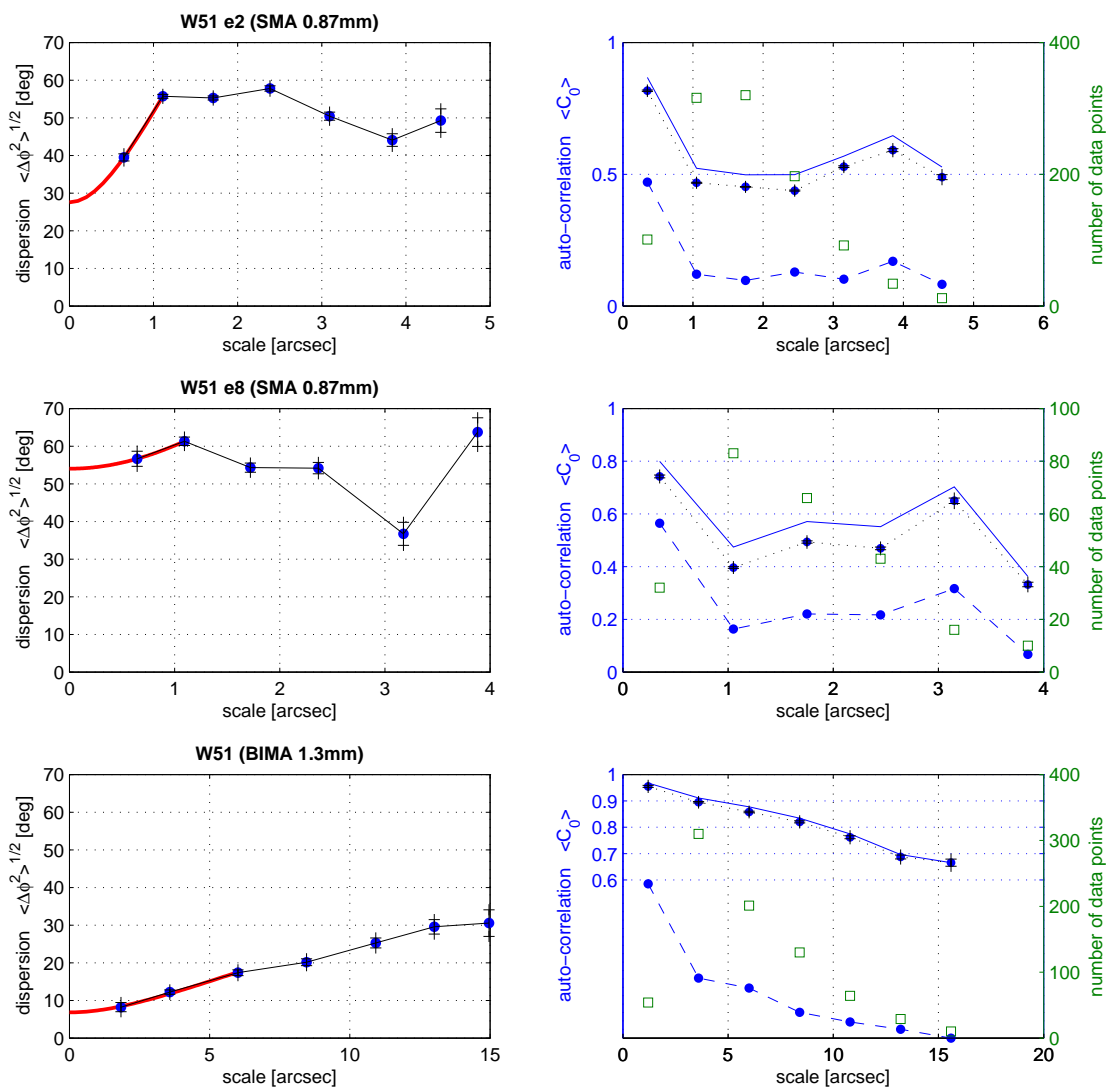 W51 e2 (SMA 0.87mm)
dispersion <Δϕ²>^1/2 [deg]
70
60
50
40
30
20
10
0
0 1 2 3 4 5
scale [arcsec]
auto−correlation <C₀>
1
0.5
0
0 1 2 3 4 5 6
scale [arcsec]
400
300
200
100
0
number of data points
W51 e8 (SMA 0.87mm)
dispersion <Δϕ²>^1/2 [deg]
70
60
50
40
30
20
10
0
0 1 2 3 4
scale [arcsec]
auto−correlation <C₀>
1
0.8
0.6
0.4
0.2
0
0 1 2 3 4
scale [arcsec]
100
80
60
40
20
0
number of data points
W51 (BIMA 1.3mm)
dispersion <Δϕ²>^1/2 [deg]
70
60
50
40
30
20
10
0
0 5 10 15
scale [arcsec]
auto−correlation <C₀>
1
0.9
0.8
0.7
0.6
0 5 10 15 20
scale [arcsec]
400
300
200
100
0
number of data points